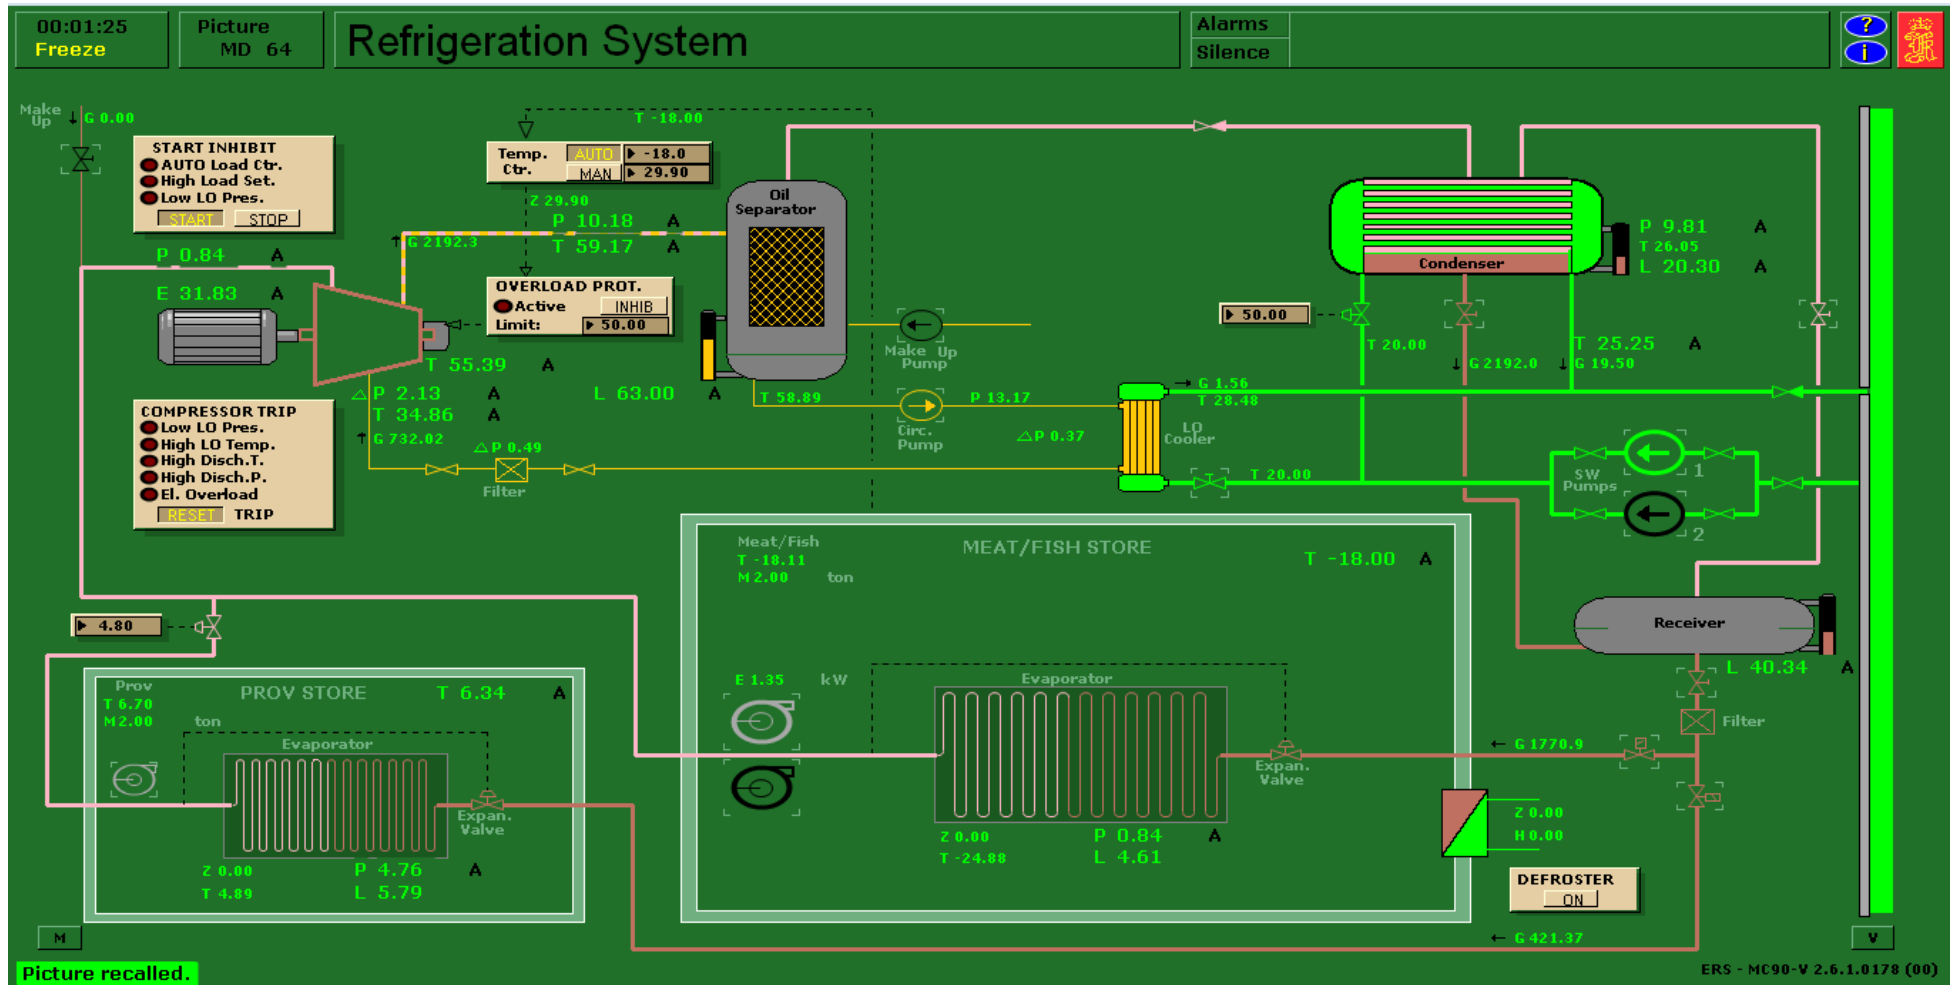 00:01:25
Freeze
Picture
MD 64
Refrigeration System
Alarms
Silence
?
i
Make
Up
G 0.00
START INHIBIT
AUTO Load Ctr.
High Load Set.
Low LO Pres.
START STOP
T -18.00
Temp.
Ctr.
AUTO -18.0
MAN 29.90
Z 29.90
P 10.18 A
T 59.17 A
G 2192.3
Oil
Separator
P 9.81 A
T 26.05
L 20.30 A
Condenser
P 0.84 A
E 31.83 A
OVERLOAD PROT.
Active INHIB
Limit: 50.00
50.00
T 55.39 A
P 2.13 A
T 34.86 A
G 732.02
L 63.00 A
Make Up
Pump
T 20.00
G 2192.0
T 25.25 A
G 19.50
COMPRESSOR TRIP
Low LO Pres.
High LO Temp.
High Disch.T.
High Disch.P.
El. Overload
RESET TRIP
P 0.49
Filter
T 58.89
Circ.
Pump
P 13.17
P 0.37
G 1.56
T 28.48
LO
Cooler
T 20.00
SW
Pumps
1
2
Meat/Fish
T -18.11
M 2.00 ton
MEAT/FISH STORE
T -18.00 A
4.80
Receiver
L 40.34 A
Prov
T 6.70
M 2.00
ton
PROV STORE
T 6.34 A
E 1.35 kW
Evaporator
Filter
G 1770.9
Evaporator
Expan.
Valve
Expan.
Valve
Z 0.00
T -24.88
P 0.84 A
L 4.61
Z 0.00
H 0.00
Z 0.00
T 4.89
P 4.76 A
L 5.79
DEFROSTER
ON
M
G 421.37
V
Picture recalled.
ERS - MC90-V 2.6.1.0178 (00)